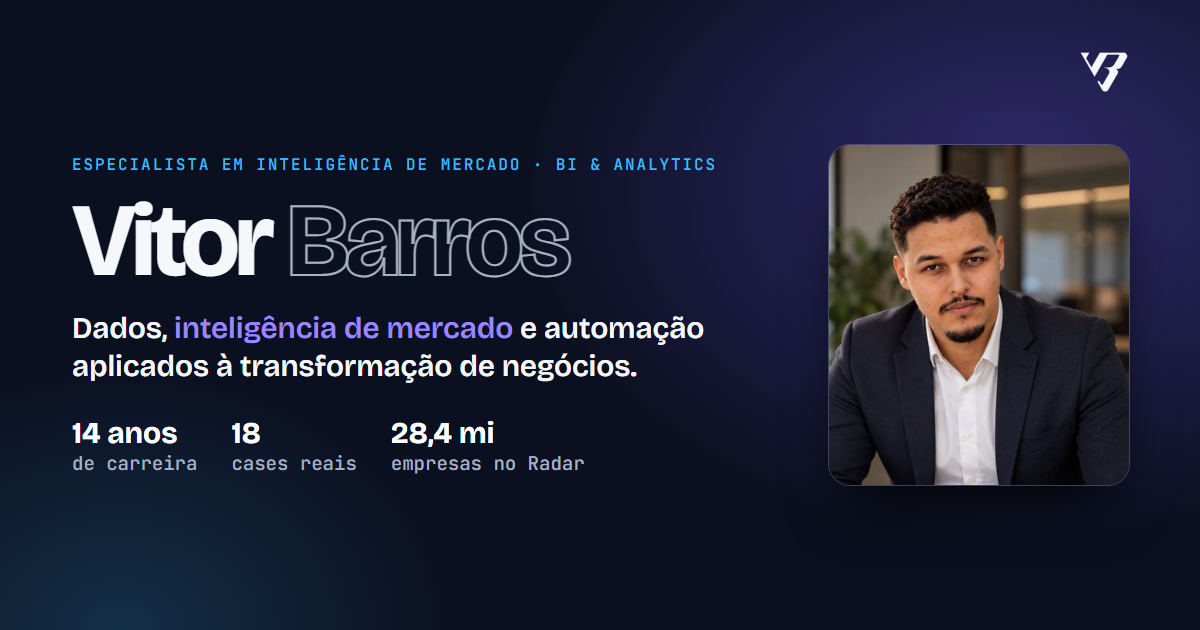 ESPECIALISTA EM INTELIGÊNCIA DE MERCADO · BI & ANALYTICS
Vitor Barros
Dados, inteligência de mercado e automação
aplicados à transformação de negócios.
14 anos 18 28,4 mi
de carreira cases reais empresas no Radar